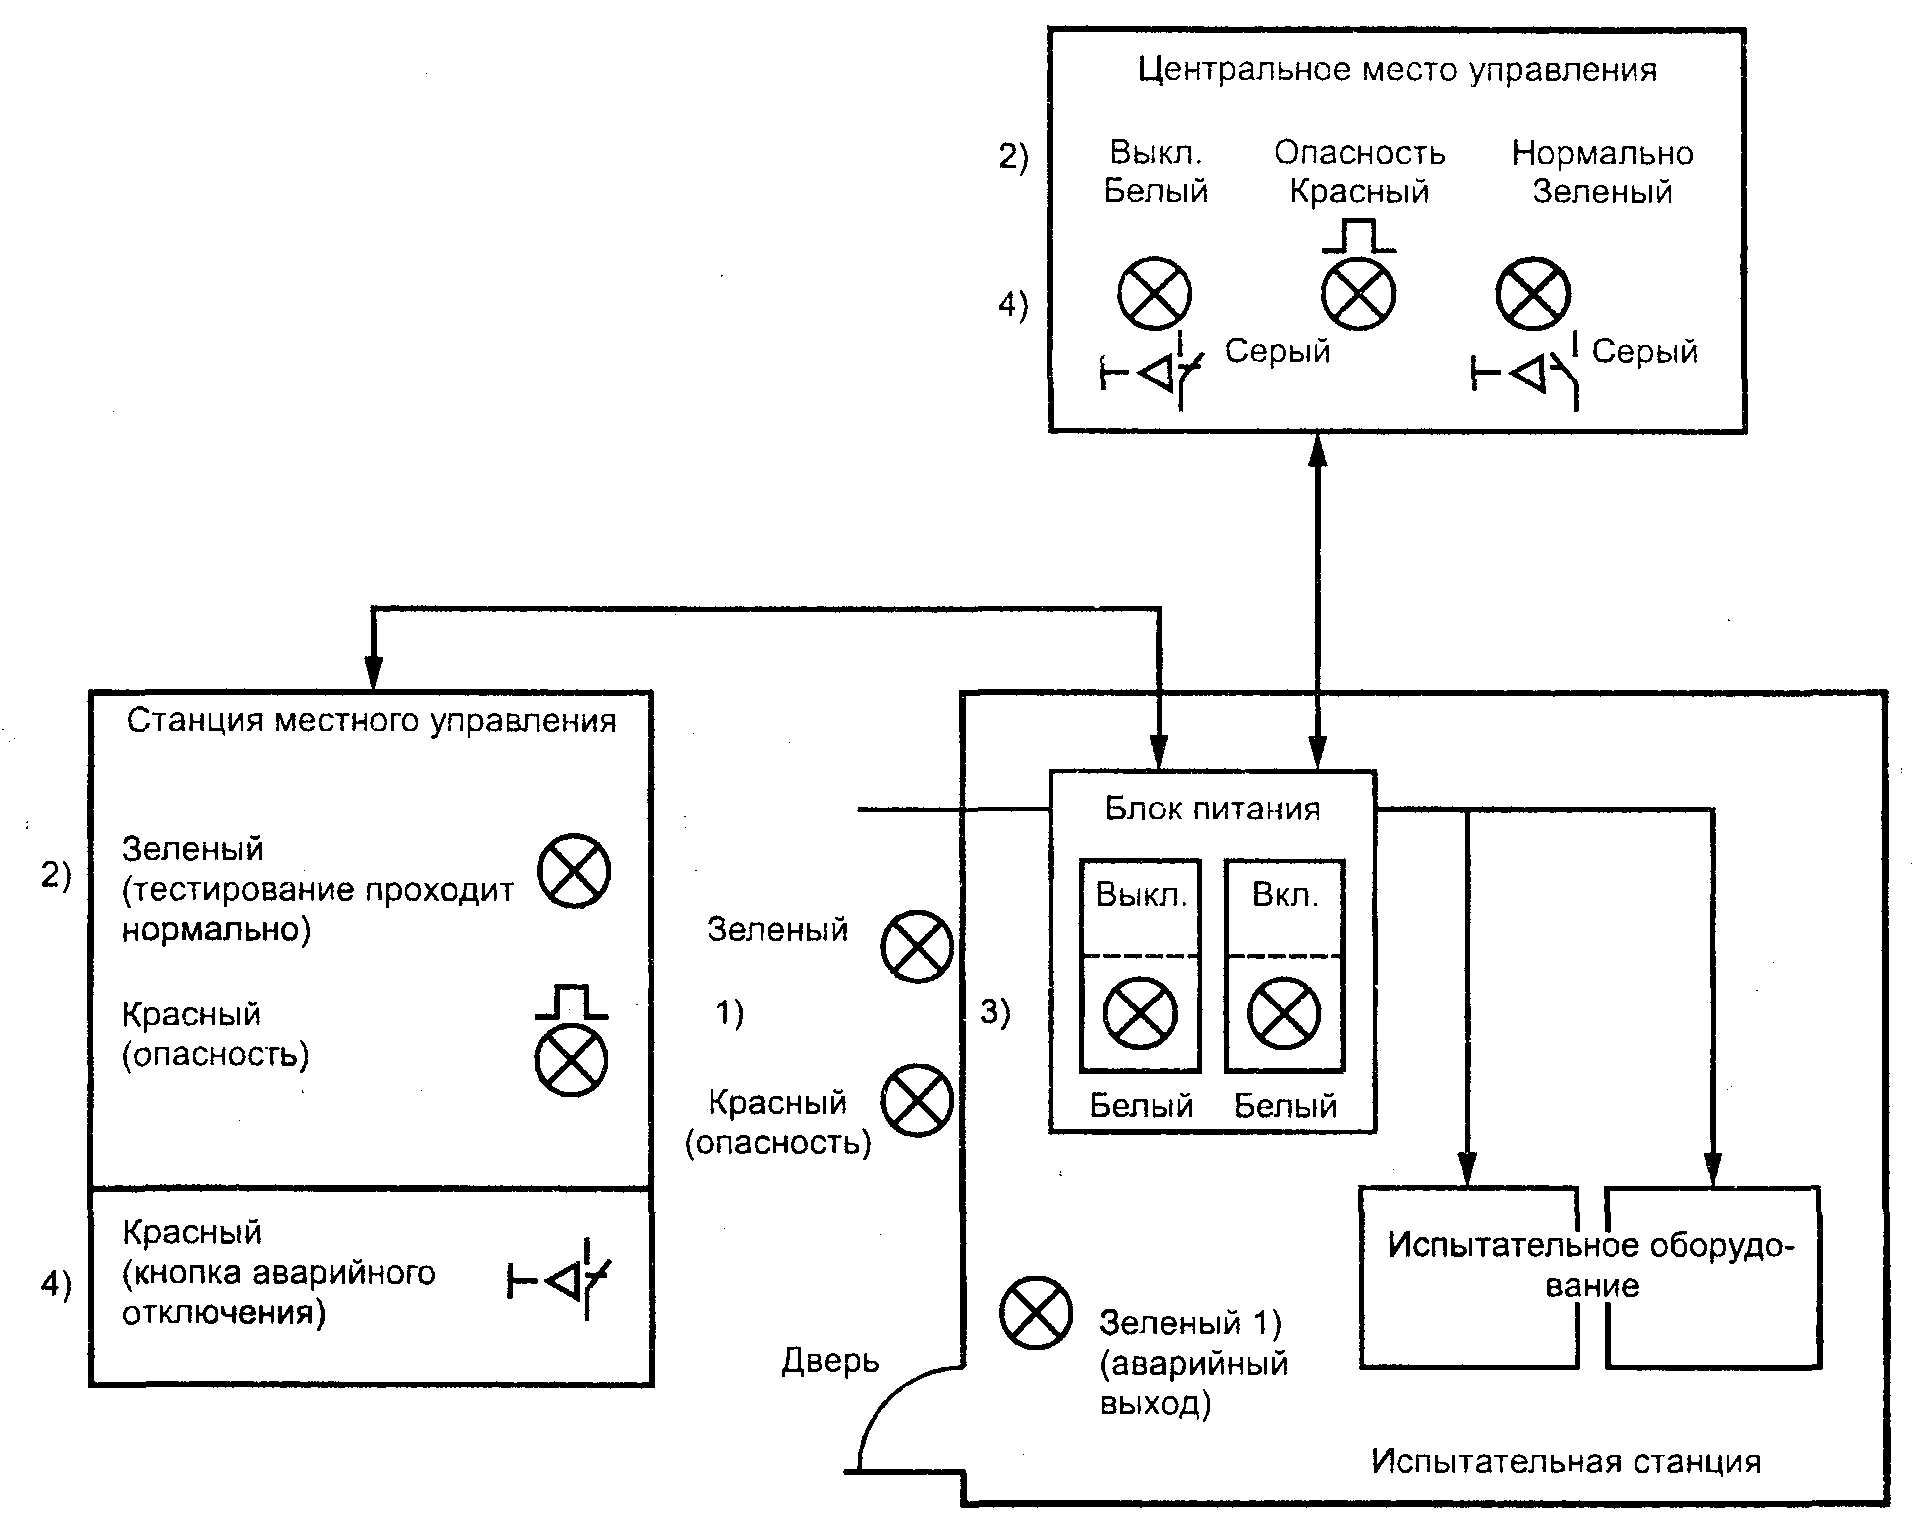 Центральное место управления
2)
Выкл.
Белый
Опасность
Красный
Нормально
Зеленый
4)
Серый
Серый
Станция местного управления
2)
Зеленый
(тестирование проходит
нормально)
Красный
(опасность)
4)
Красный
(кнопка аварийного
отключения)
Зеленый
1)
Красный
(опасность)
Дверь
3)
Блок питания
Выкл.
Вкл.
Белый
Белый
Зеленый 1)
(аварийный
выход)
Испытательное оборудо-
вание
Испытательная станция